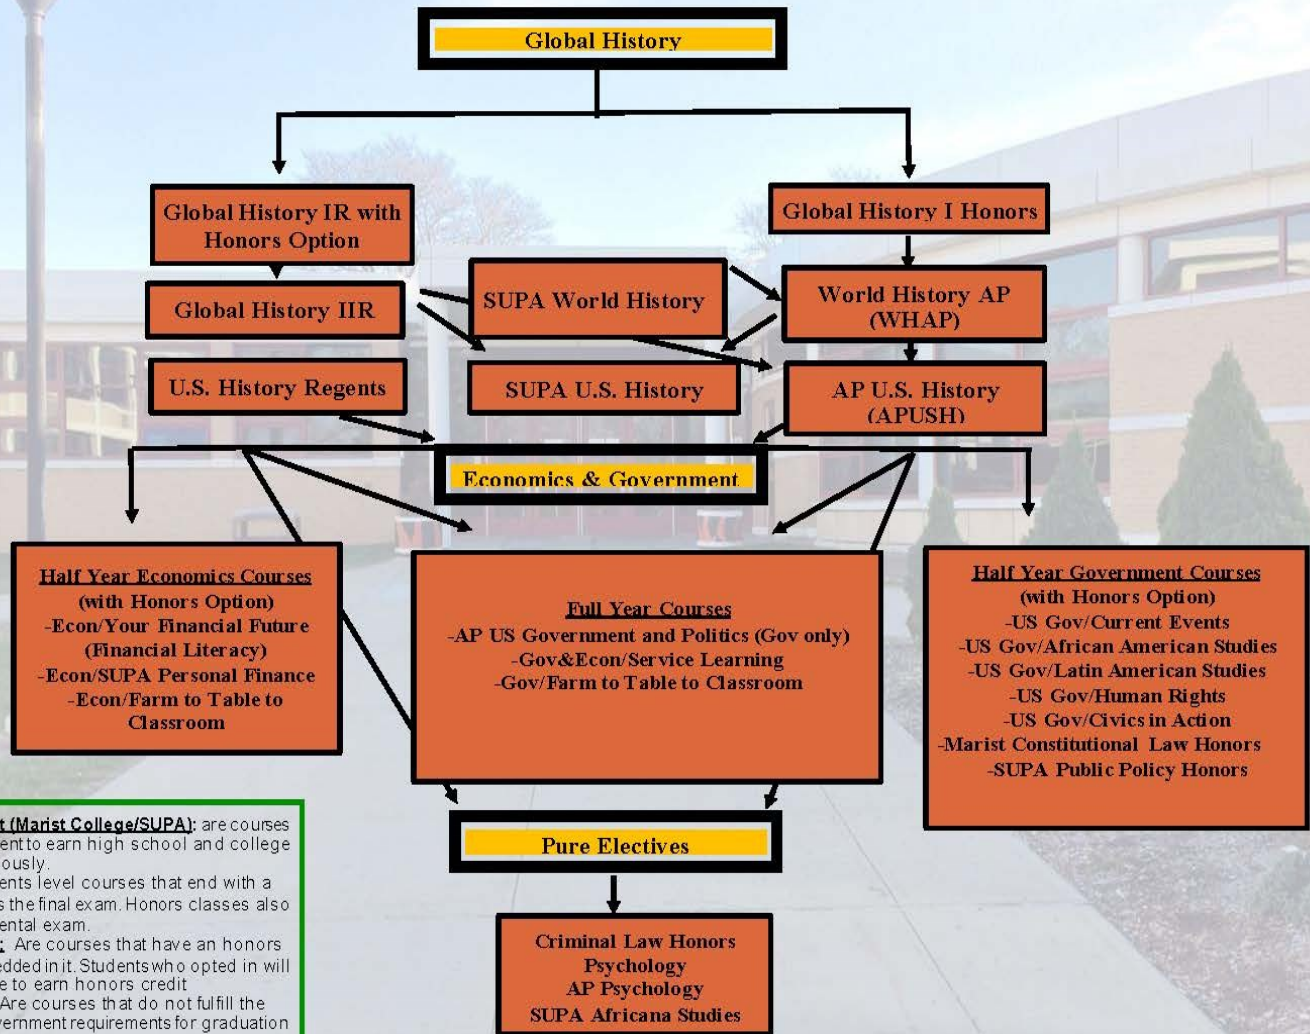 Global History
Global History IR with
Honors Option
Global History I Honors
Global History IIR
SUPA World History
World History AP
(WHAP)
U.S. History Regents
SUPA U.S. History
AP U.S. History
(APUSH)
Economics & Government
Half Year Economics Courses
(with Honors Option)
-Econ/Your Financial Future
(Financial Literacy)
-Econ/SUPA Personal Finance
-Econ/Farm to Table to
Classroom
Full Year Courses
-AP US Government and Politics (Gov only)
-Gov&Econ/Service Learning
-Gov/Farm to Table to Classroom
Half Year Government Courses
(with Honors Option)
-US Gov/Current Events
-US Gov/African American Studies
-US Gov/Latin American Studies
-US Gov/Human Rights
-US Gov/Civics in Action
-Marist Constitutional Law Honors
-SUPA Public Policy Honors
(Marist College/SUPA): are courses
to earn high school and college
level courses that end with a
the final exam. Honors classes also
exam.
Are courses that have an honors
in it. Students who opted in will
to earn honors credit
Are courses that do not fulfill the
requirements for graduation
Pure Electives
Criminal Law Honors
Psychology
AP Psychology
SUPA Africana Studies